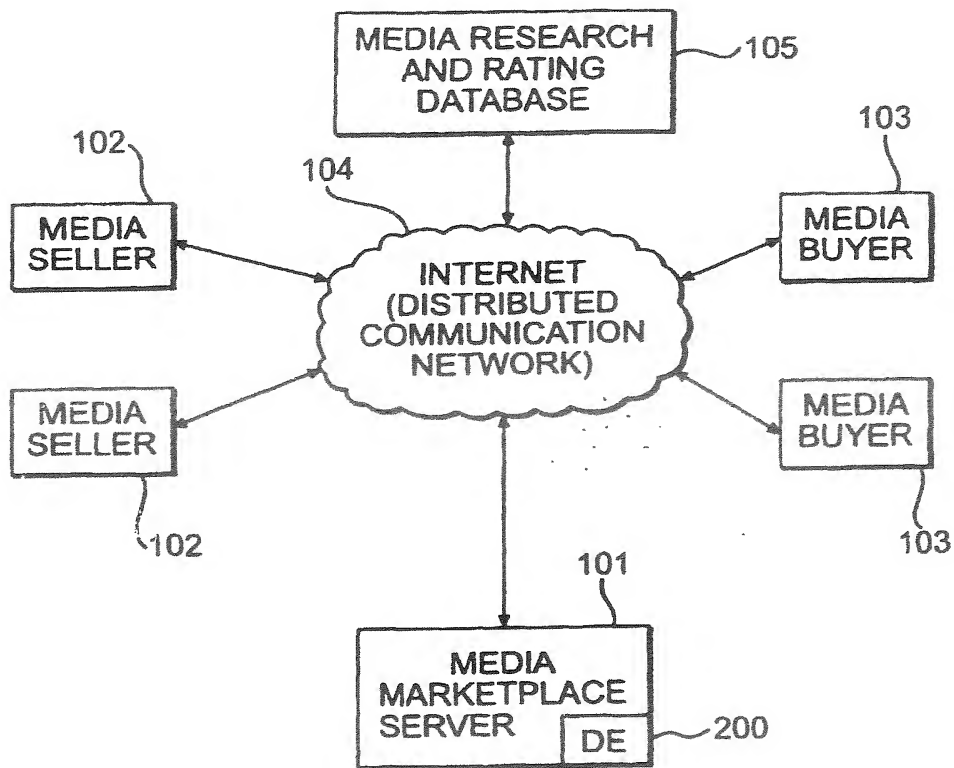 MEDIA RESEARCH
AND RATING
DATABASE
105
102
104
103
MEDIA
SELLER
MEDIA
BUYER
INTERNET
(DISTRIBUTED
COMMUNICATION
NETWORK)
MEDIA
SELLER
MEDIA
BUYER
102
103
101
MEDIA
MARKETPLACE
SERVER
DE
200